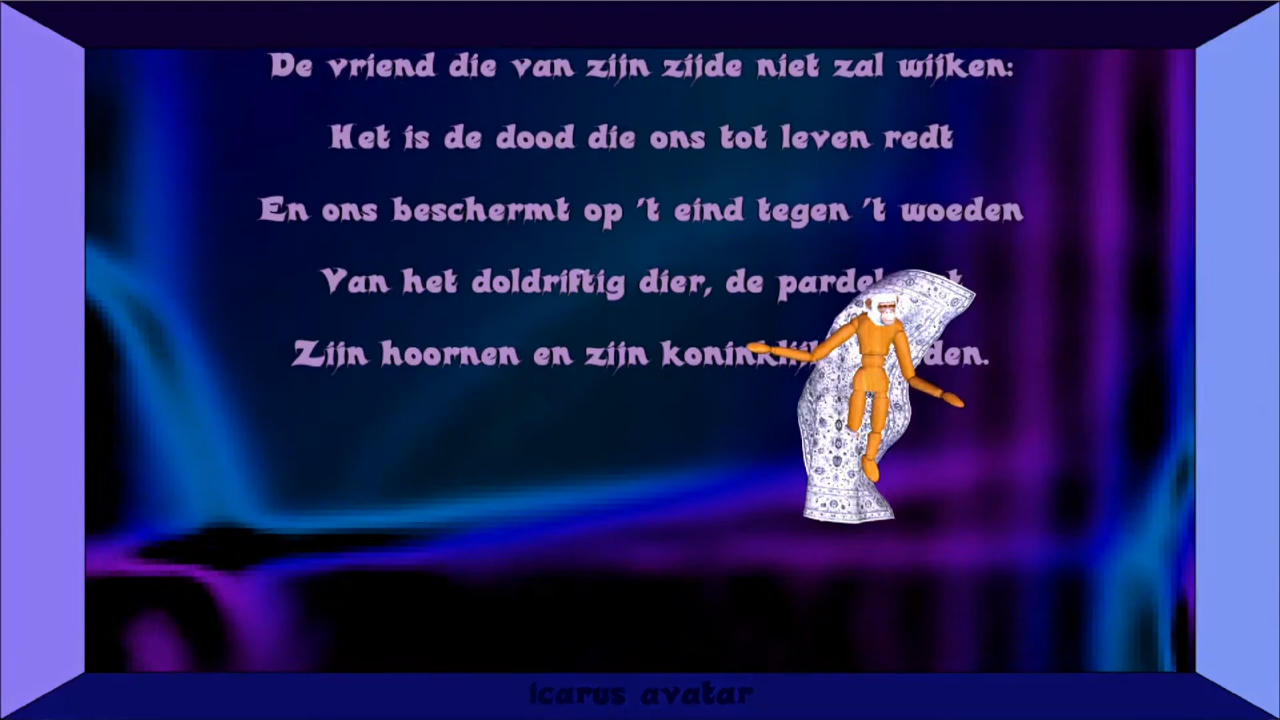 De vriend die van zijn zijde niet zal wijken:
Het is de dood die ons tot leven redt
En ons beschermt op 't eind tegen 't woeden
Van het doldriftig dier, de
Zijn hoornen en zijn
icarus avatar